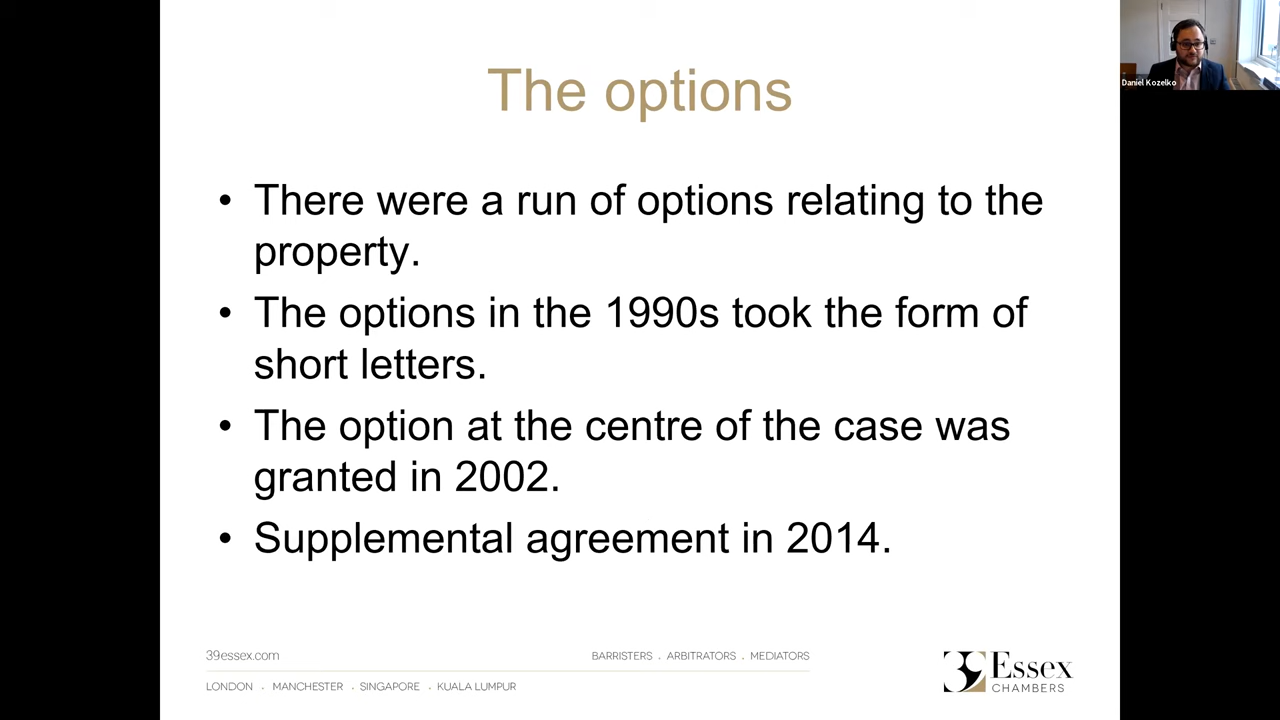 The options
Daniel Kozelko
• There were a run of options relating to the
property.
• The options in the 1990s took the form of
short letters.
• The option at the centre of the case was
granted in 2002.
• Supplemental agreement in 2014.
39essex.com
BARRISTERS . ARBITRATORS . MEDIATORS
LONDON . MANCHESTER . SINGAPORE . KUALA LUMPUR
39 Essex
CHAMBERS